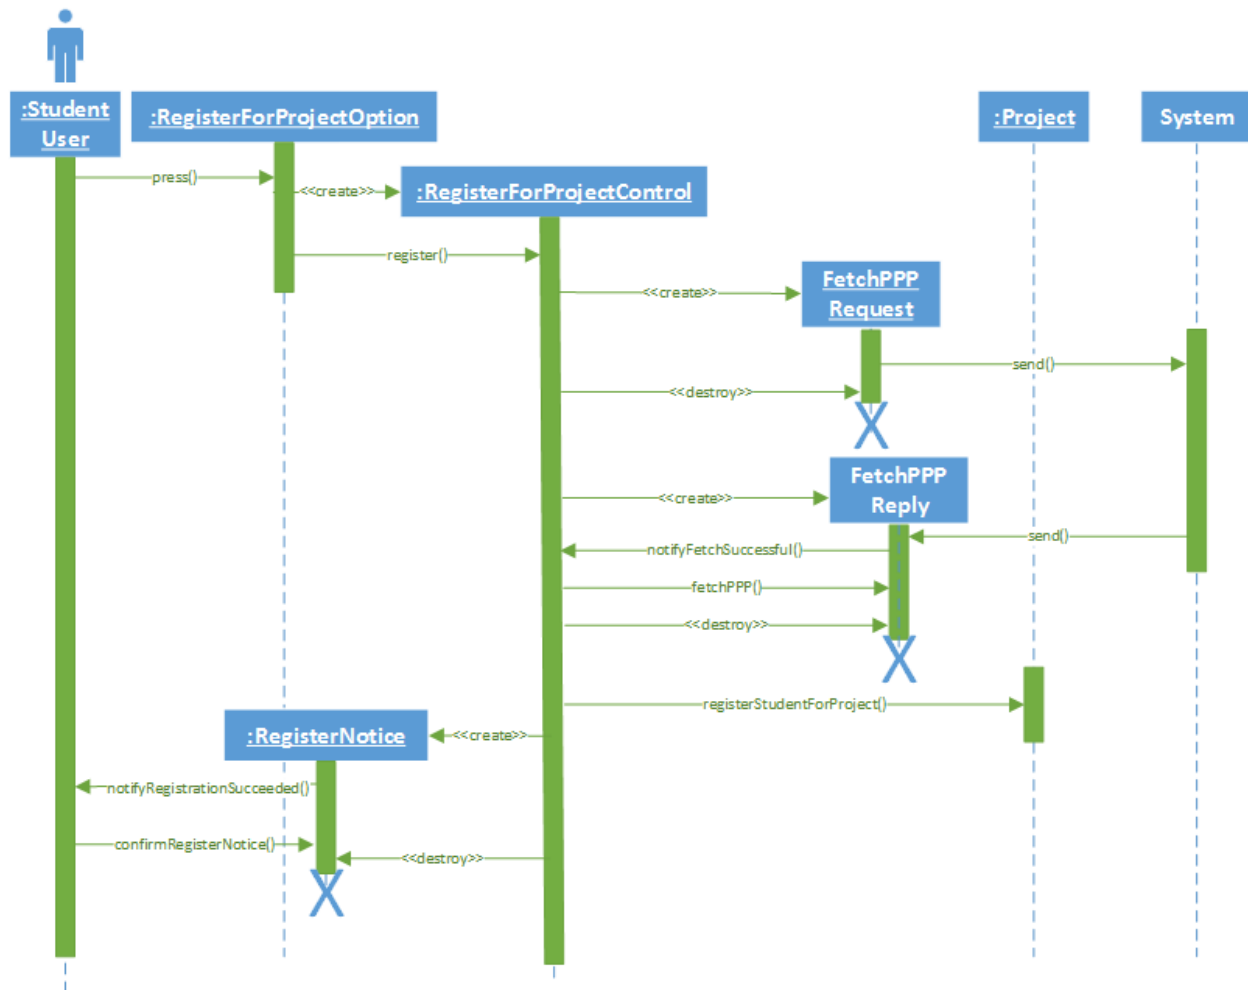 :Student
User
:RegisterForProjectOption
:Project
System
press()
<<create>>
:RegisterForProjectControl
register()
<<create>>
FetchPPP
Request
send()
<<destroy>>
FetchPPP
Reply
<<create>>
send()
notifyFetchSuccessful()
fetchPPP()
<<destroy>>
registerStudentForProject()
:RegisterNotice
<<create>>
notifyRegistrationSucceeded()
confirmRegisterNotice()
<<destroy>>